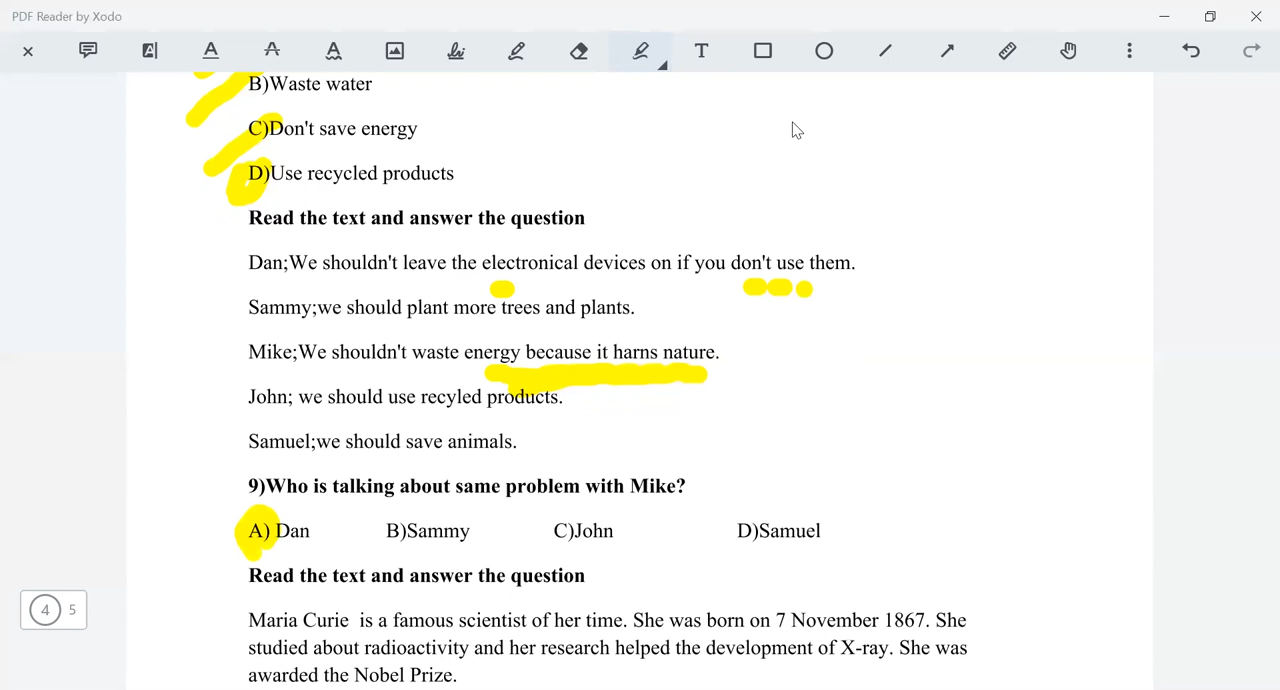 PDF Reader by Xodo
B)Waste water
C)Don't save energy
D)Use recycled products
Read the text and answer the question
Dan;We shouldn't leave the electronical devices on if you don't use them.
Sammy;we should plant more trees and plants.
Mike;We shouldn't waste energy because it harns nature.
John; we should use recyled products.
Samuel;we should save animals.
9)Who is talking about same problem with Mike?
A) Dan B)Sammy C)John D)Samuel
Read the text and answer the question
Maria Curie is a famous scientist of her time. She was born on 7 November 1867. She
studied about radioactivity and her research helped the development of X-ray. She was
awarded the Nobel Prize.
4 5